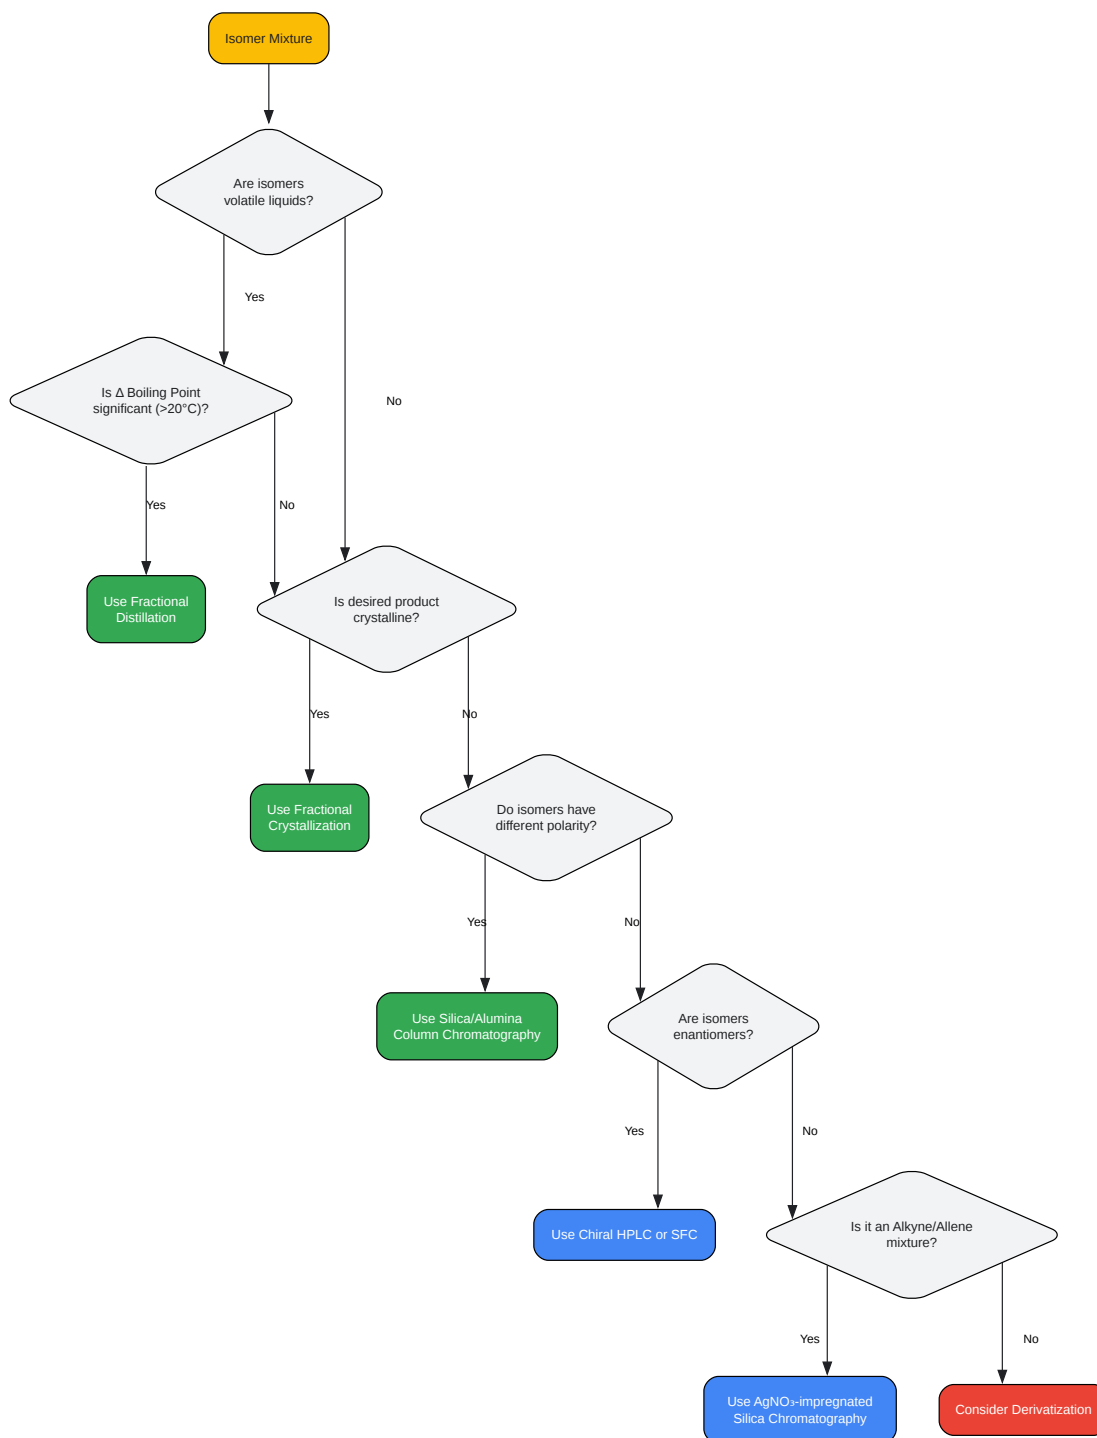 Isomer Mixture
Are isomers
volatile liquids?
Yes
No
Is Δ Boiling Point
significant (>20°C)?
Yes
No
Use Fractional
Distillation
Is desired product
crystalline?
Yes
No
Use Fractional
Crystallization
Do isomers have
different polarity?
Yes
No
Use Silica/Alumina
Column Chromatography
Are isomers
enantiomers?
Yes
No
Use Chiral HPLC or SFC
Is it an Alkyne/Allene
mixture?
Yes
No
Use AgNO₃-impregnated
Silica Chromatography
Consider Derivatization